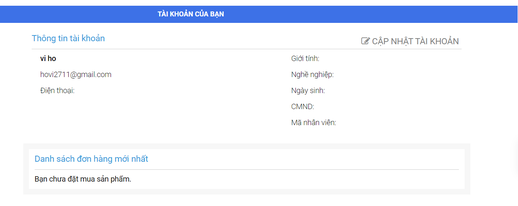 TÀI KHOẢN CỦA BẠN
Thông tin tài khoản
CẬP NHẬT TÀI KHOẢN
vi ho
hovi2711@gmail.com
Điện thoại:
Giới tính:
Nghề nghiệp:
Ngày sinh:
CMND:
Mã nhân viên:
Danh sách đơn hàng mới nhất
Bạn chưa đặt mua sản phẩm.